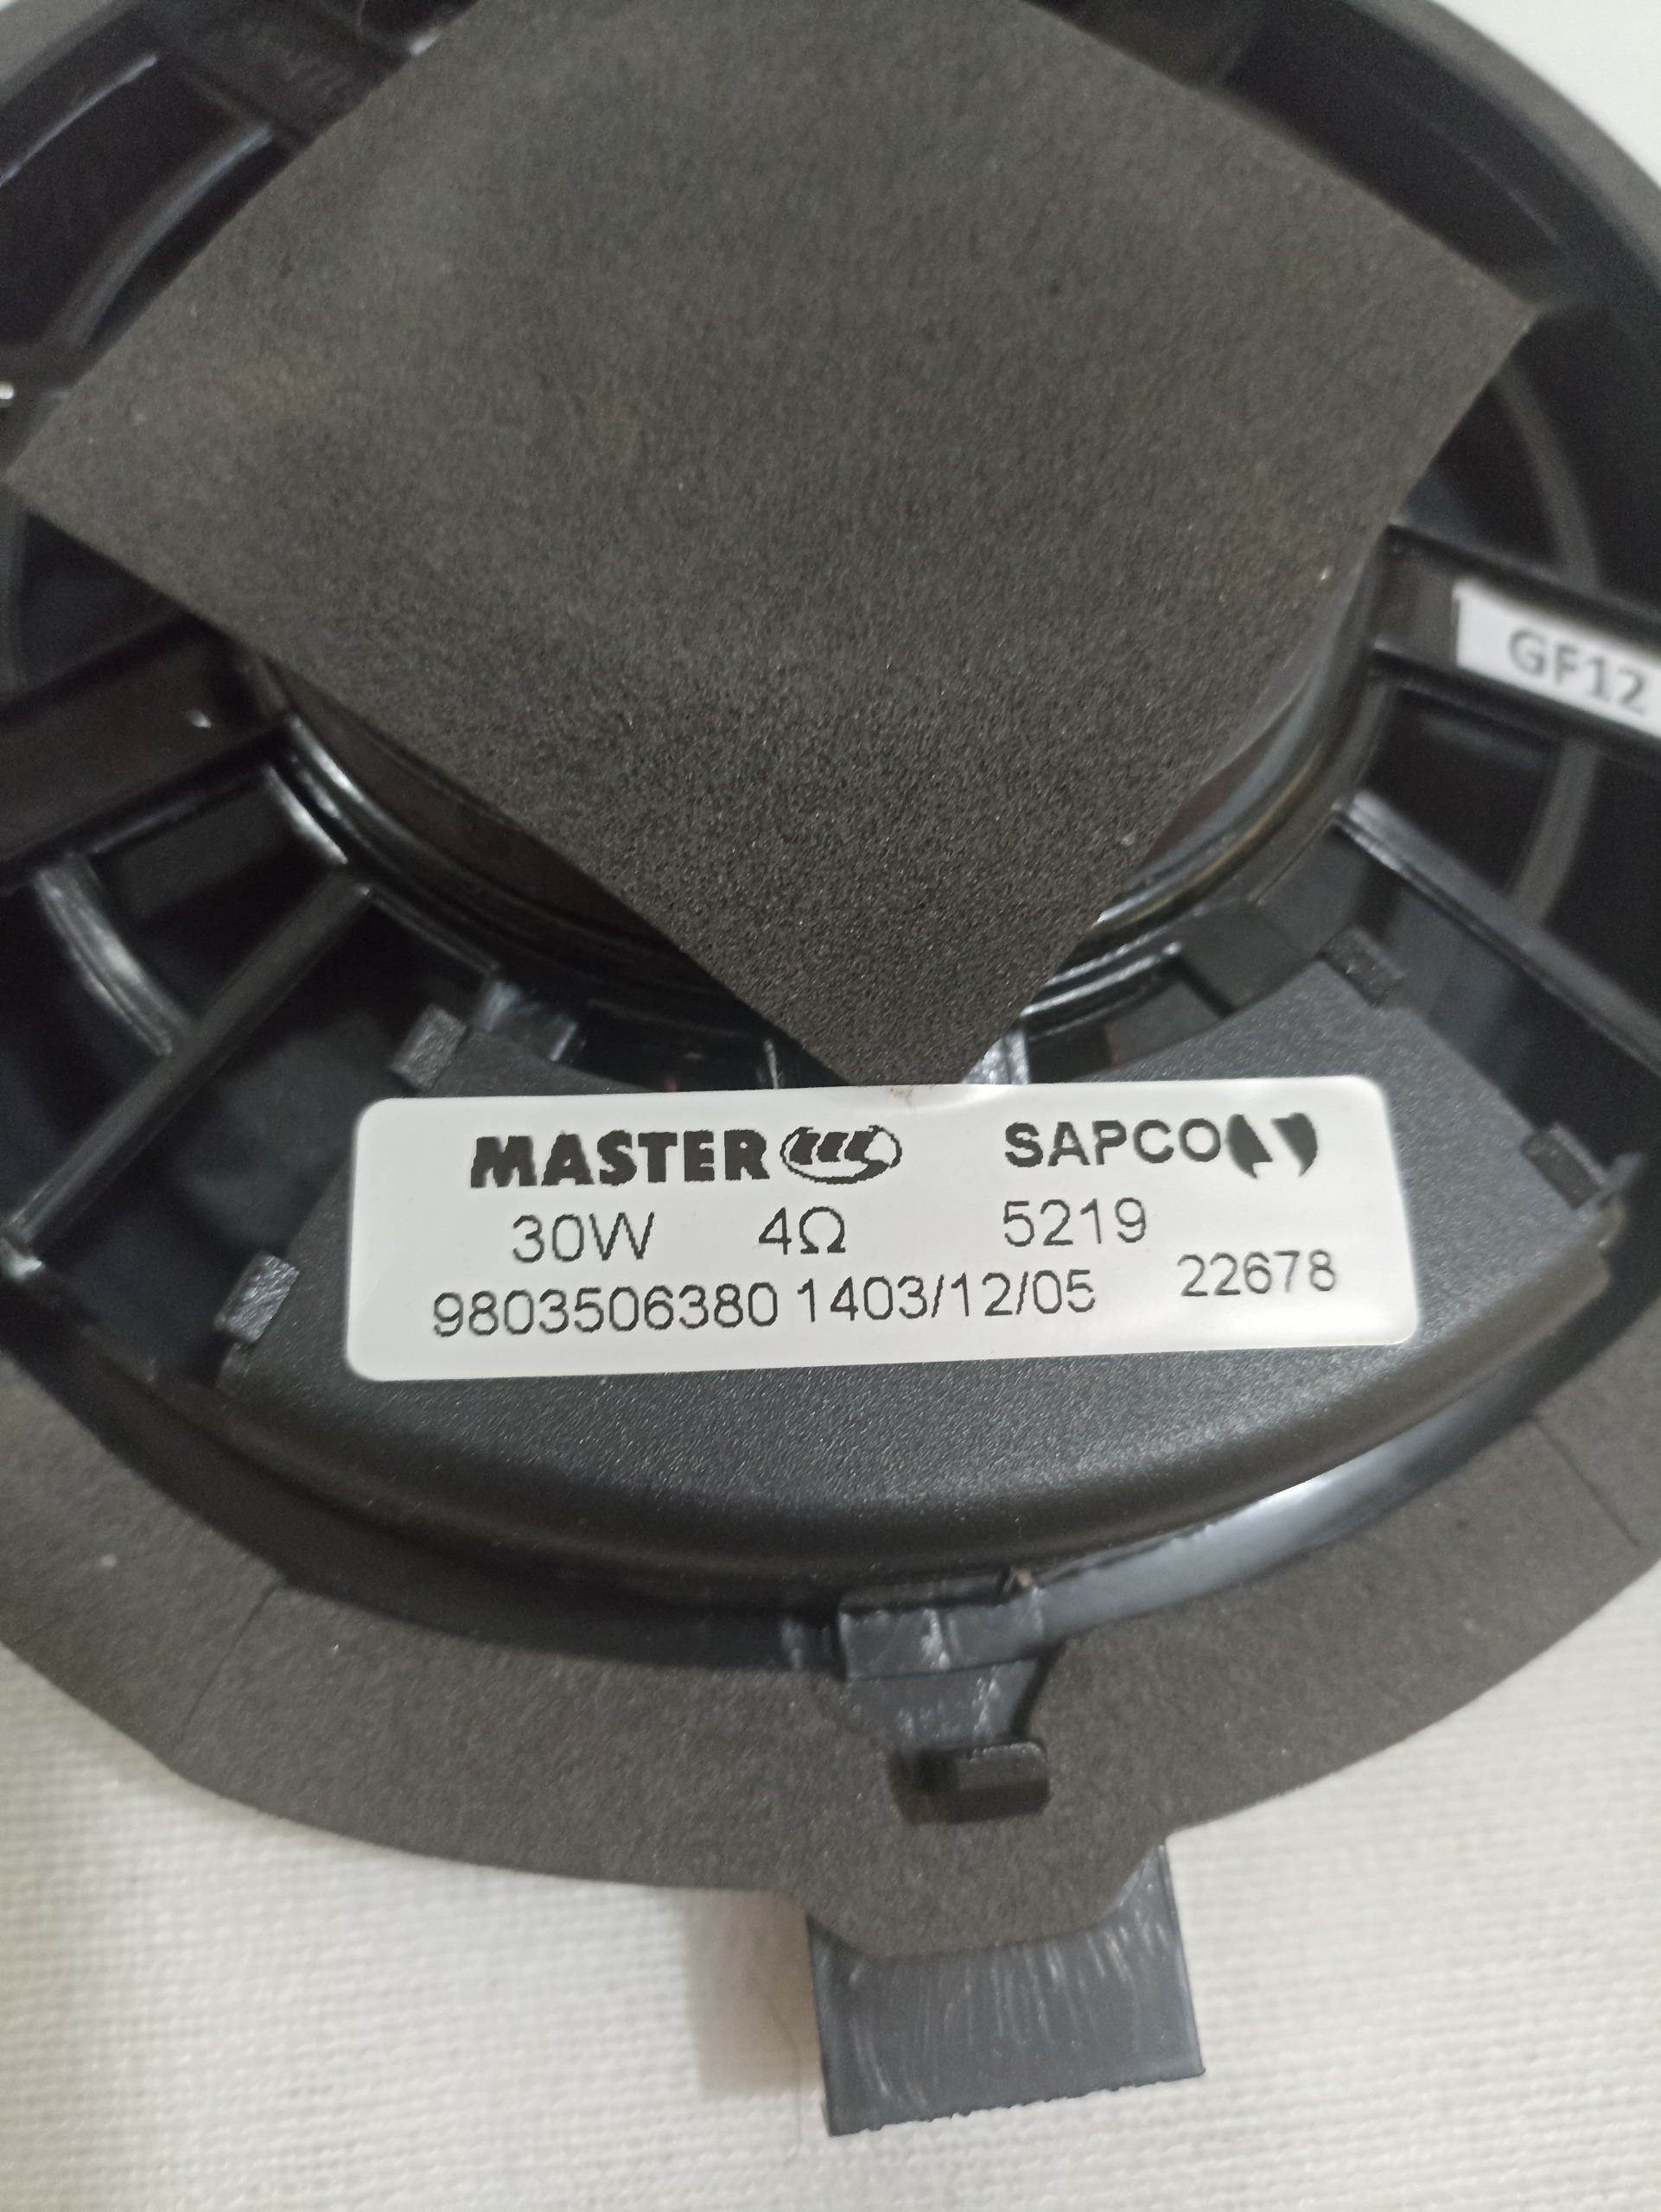 GF12
MASTER SAPCO
30W 4Ω 5219
9803506380 1403/12/05 22678